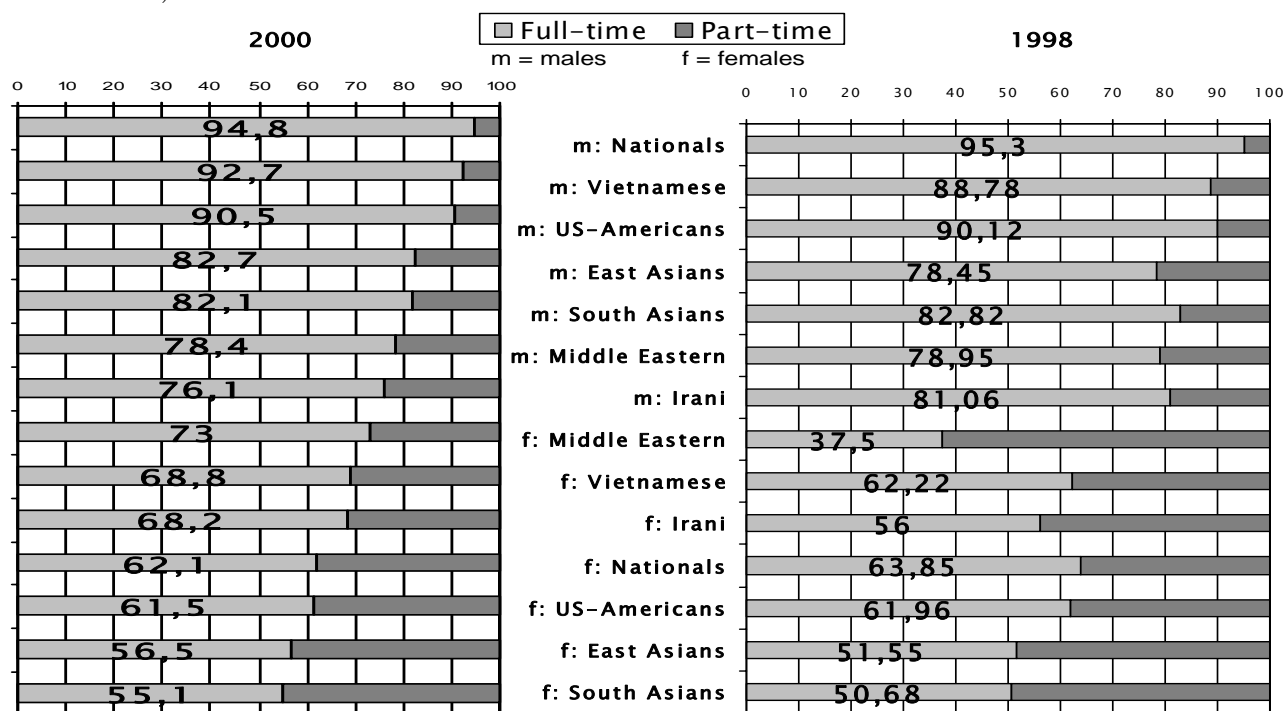 Full-time Part-time
2000 1998
m = males f = females
0 10 20 30 40 50 60 70 80 90 100
0 10 20 30 40 50 60 70 80 90 100
94,8 m: Nationals 95,3
92,7 m: Vietnamese 88,78
90,5 m: US-Americans 90,12
82,7 m: East Asians 78,45
82,1 m: South Asians 82,82
78,4 m: Middle Eastern 78,95
76,1 m: Irani 81,06
73 f: Middle Eastern 37,5
68,8 f: Vietnamese 62,22
68,2 f: Irani 56
62,1 f: Nationals 63,85
61,5 f: US-Americans 61,96
56,5 f: East Asians 51,55
55,1 f: South Asians 50,68